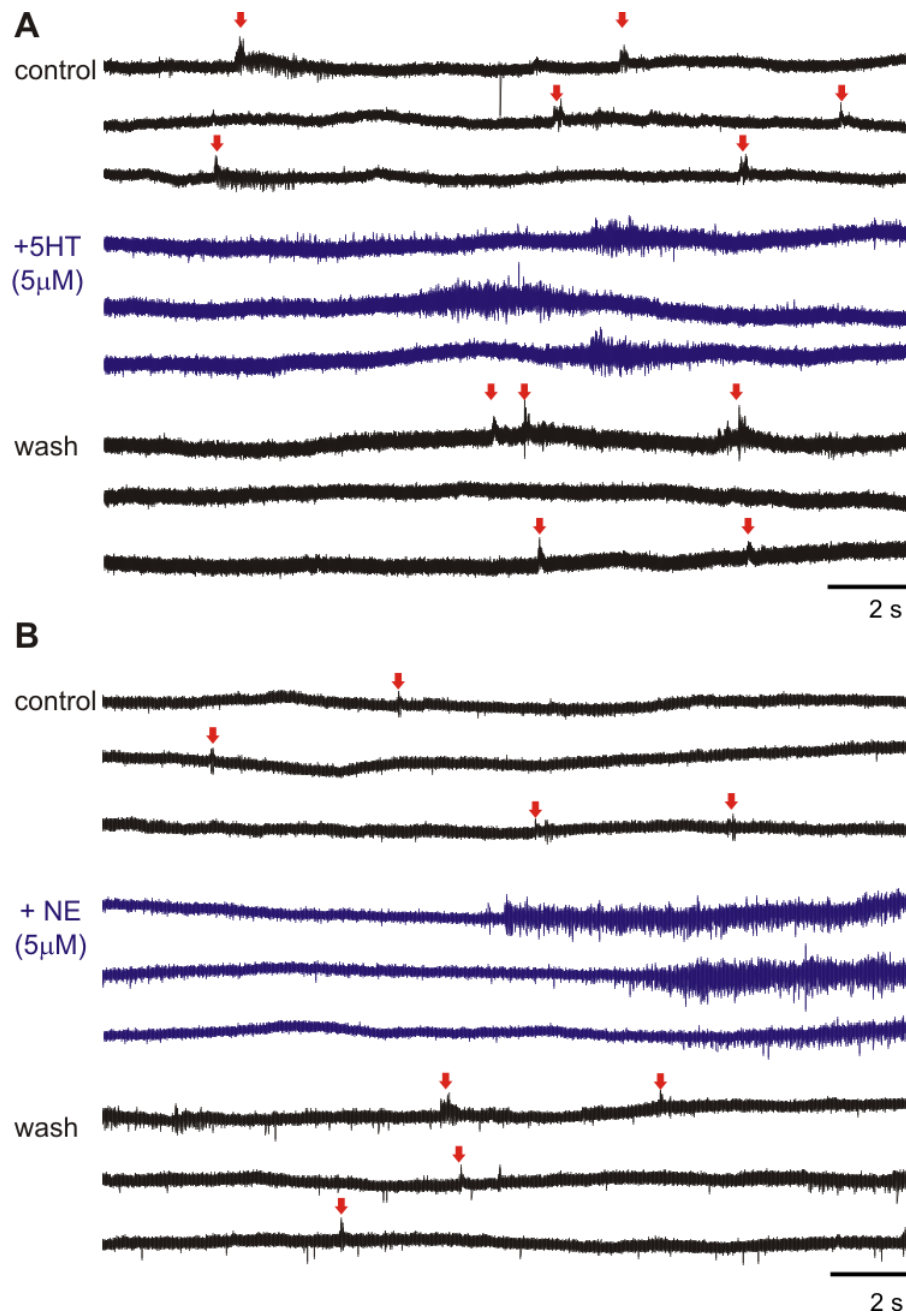 A
control
+5HT
(5μM)
wash
2 s
B
control
+ NE
(5μM)
wash
2 s